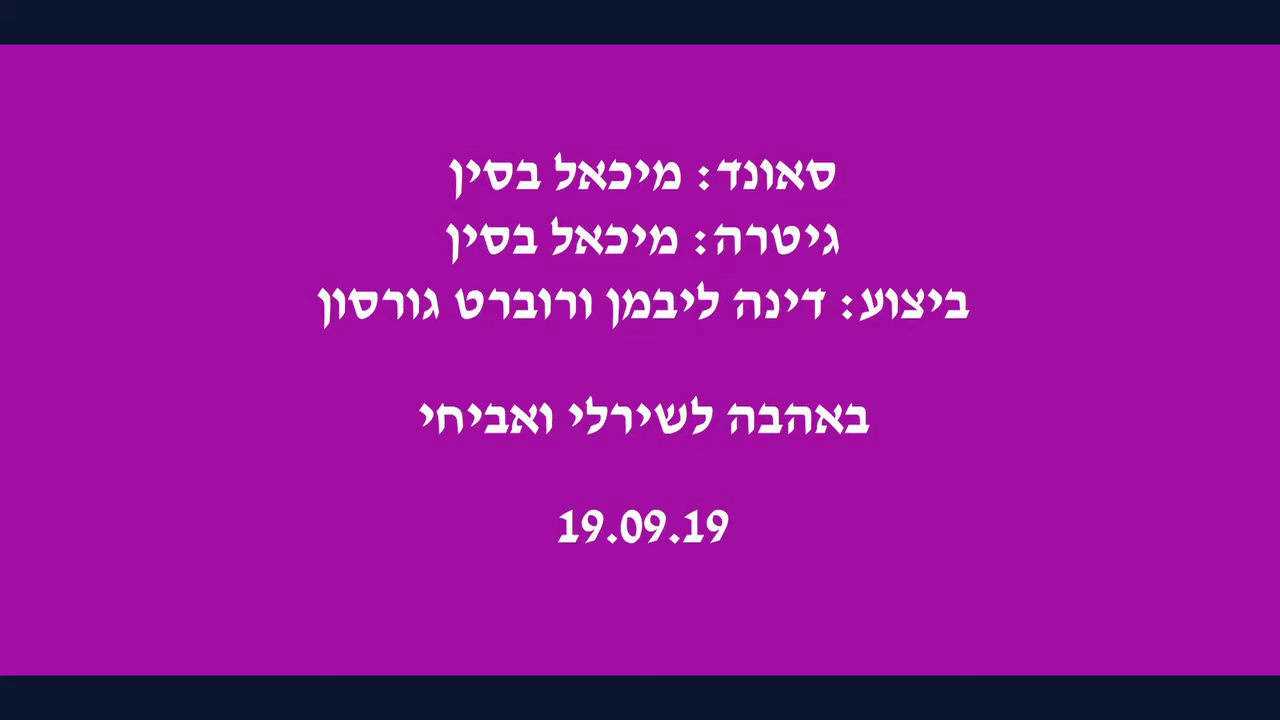 סאונד: מיכאל בסין
גיטרה: מיכאל בסין
ביצוע: דינה ליבמן ורוברט גורסון
באהבה לשירלי ואביחי
19.09.19